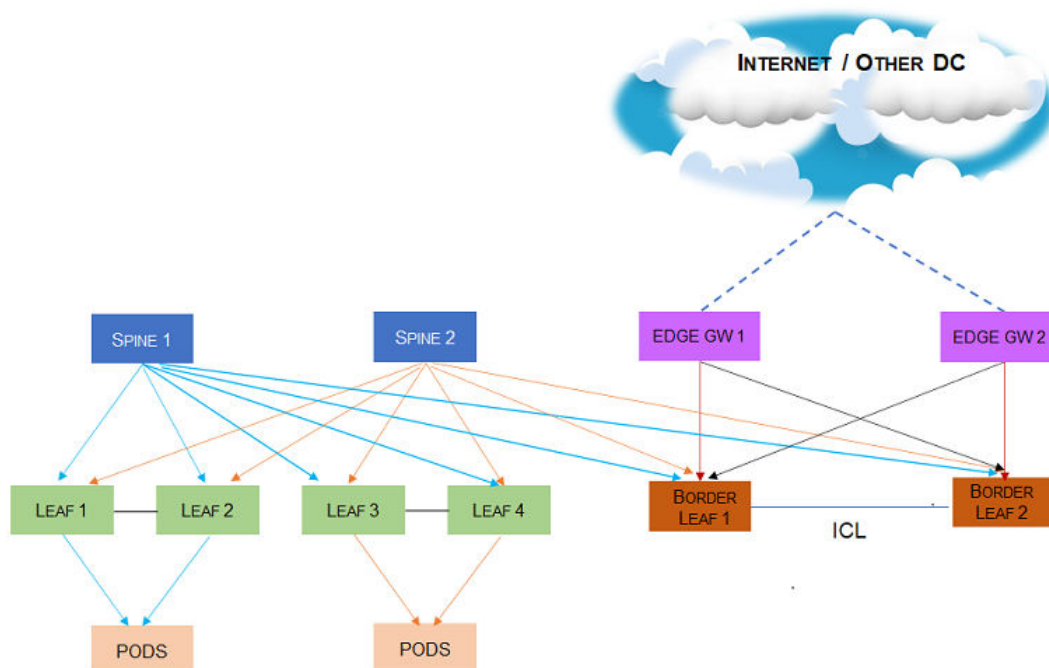 INTERNET / OTHER DC
SPINE 1
SPINE 2
EDGE GW 1
EDGE GW 2
LEAF 1
LEAF 2
LEAF 3
LEAF 4
BORDER
LEAF 1
BORDER
LEAF 2
ICL
PODS
PODS